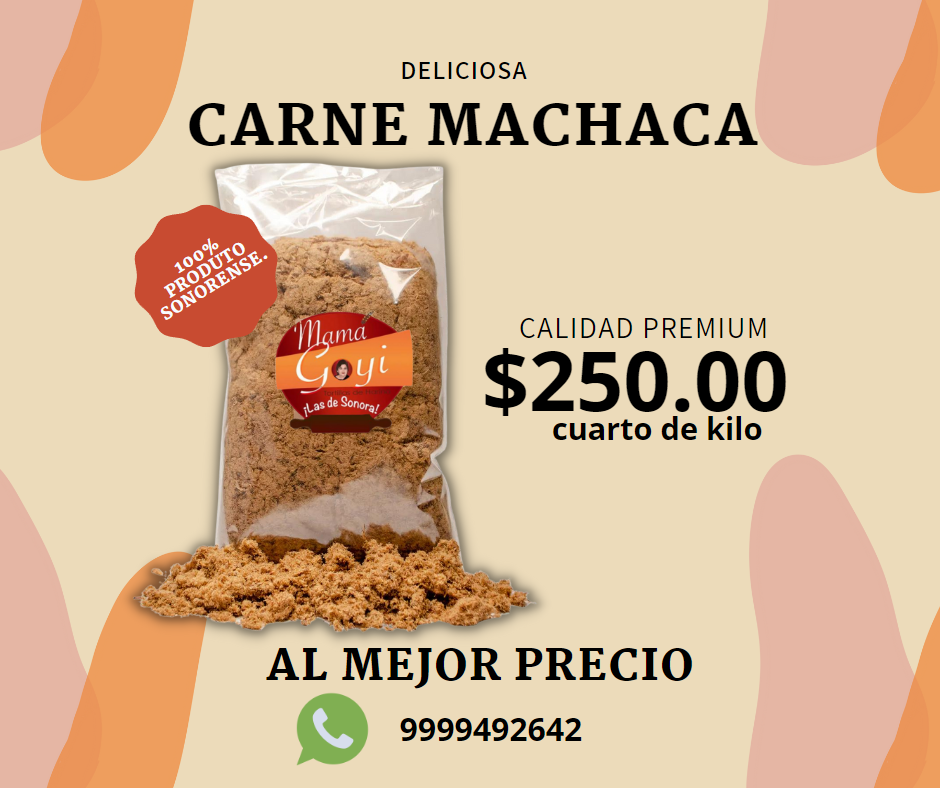 DELICIOSA
CARNE MACHACA
100%
PRODUTO
SONORENSE.
Mamá
Goyi
¡Las de Sonora!
CALIDAD PREMIUM
$250.00
cuarto de kilo
AL MEJOR PRECIO
9999492642